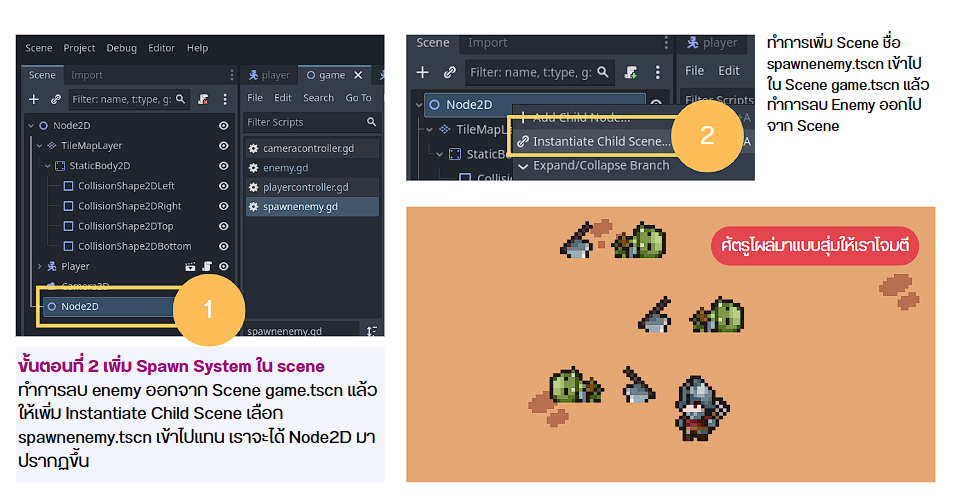 Scene Project Debug Editor Help
Scene Import
Filter: name, t:type, g:
player game
File Edit Search Go To
Filter Scripts
cameracontroller.gd
enemy.gd
playercontroller.gd
spawnenemy.gd
Node2D
TileMapLayer
StaticBody2D
CollisionShape2DLeft
CollisionShape2DRight
CollisionShape2DTop
CollisionShape2DBottom
Player
Camera2D
Node2D
1
spawnenemy.gd
ขั้นตอนที่ 2 เพิ่ม Spawn System ใน scene
ทำการลบ enemy ออกจาก Scene game.tscn แล้ว
ให้เพิ่ม Instantiate Child Scene เลือก
spawnenemy.tscn เข้าไปแทน เราจะได้ Node2D มา
ปรากฏขึ้น
Scene Import
player
Filter: name, t:type, g:
File Edit
Node2D
Filter Scripts
Add Child Node...
+A
TileMapL
Instantiate Child Scene...
A
StaticB
Expand/Collapse Branch
Collisi
2
ทำการเพิ่ม Scene ชื่อ
spawnenemy.tscn เข้าไป
ใน Scene game.tscn แล้ว
ทำการลบ Enemy ออกไป
จาก Scene
ศัตรูโผล่มาแบบสุ่มให้เราโจมตี